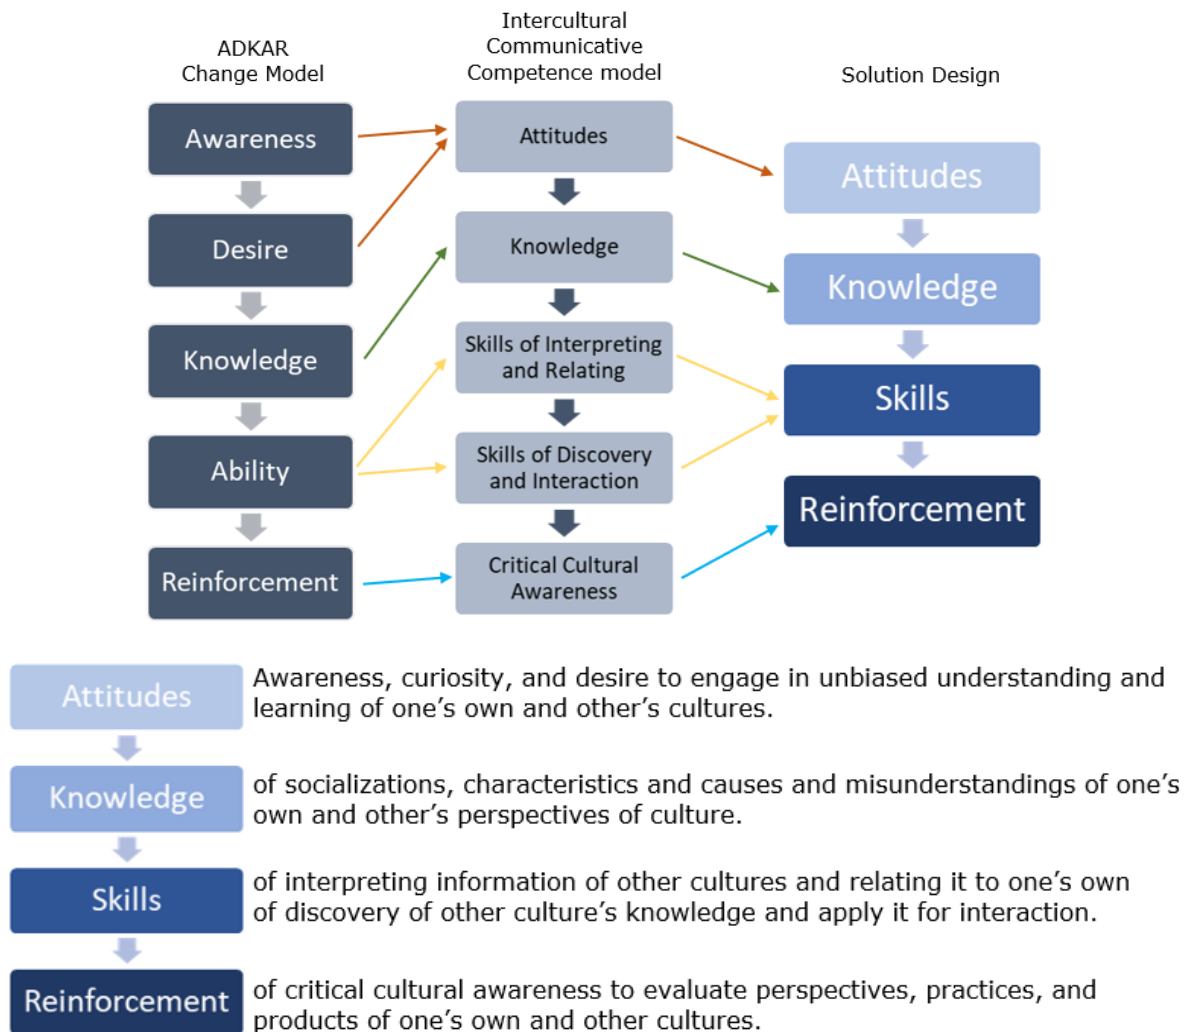 ADKAR
Change Model
Awareness
Desire
Knowledge
Ability
Reinforcement
Intercultural
Communicative
Competence model
Attitudes
Knowledge
Skills of Interpreting
and Relating
Skills of Discovery
and Interaction
Critical Cultural
Awareness
Solution Design
Attitudes
Knowledge
Skills
Reinforcement
Attitudes
Awareness, curiosity, and desire to engage in unbiased understanding and
learning of one’s own and other’s cultures.
Knowledge
of socializations, characteristics and causes and misunderstandings of one’s
own and other’s perspectives of culture.
Skills
of interpreting information of other cultures and relating it to one’s own
of discovery of other culture’s knowledge and apply it for interaction.
Reinforcement
of critical cultural awareness to evaluate perspectives, practices, and
products of one’s own and other cultures.